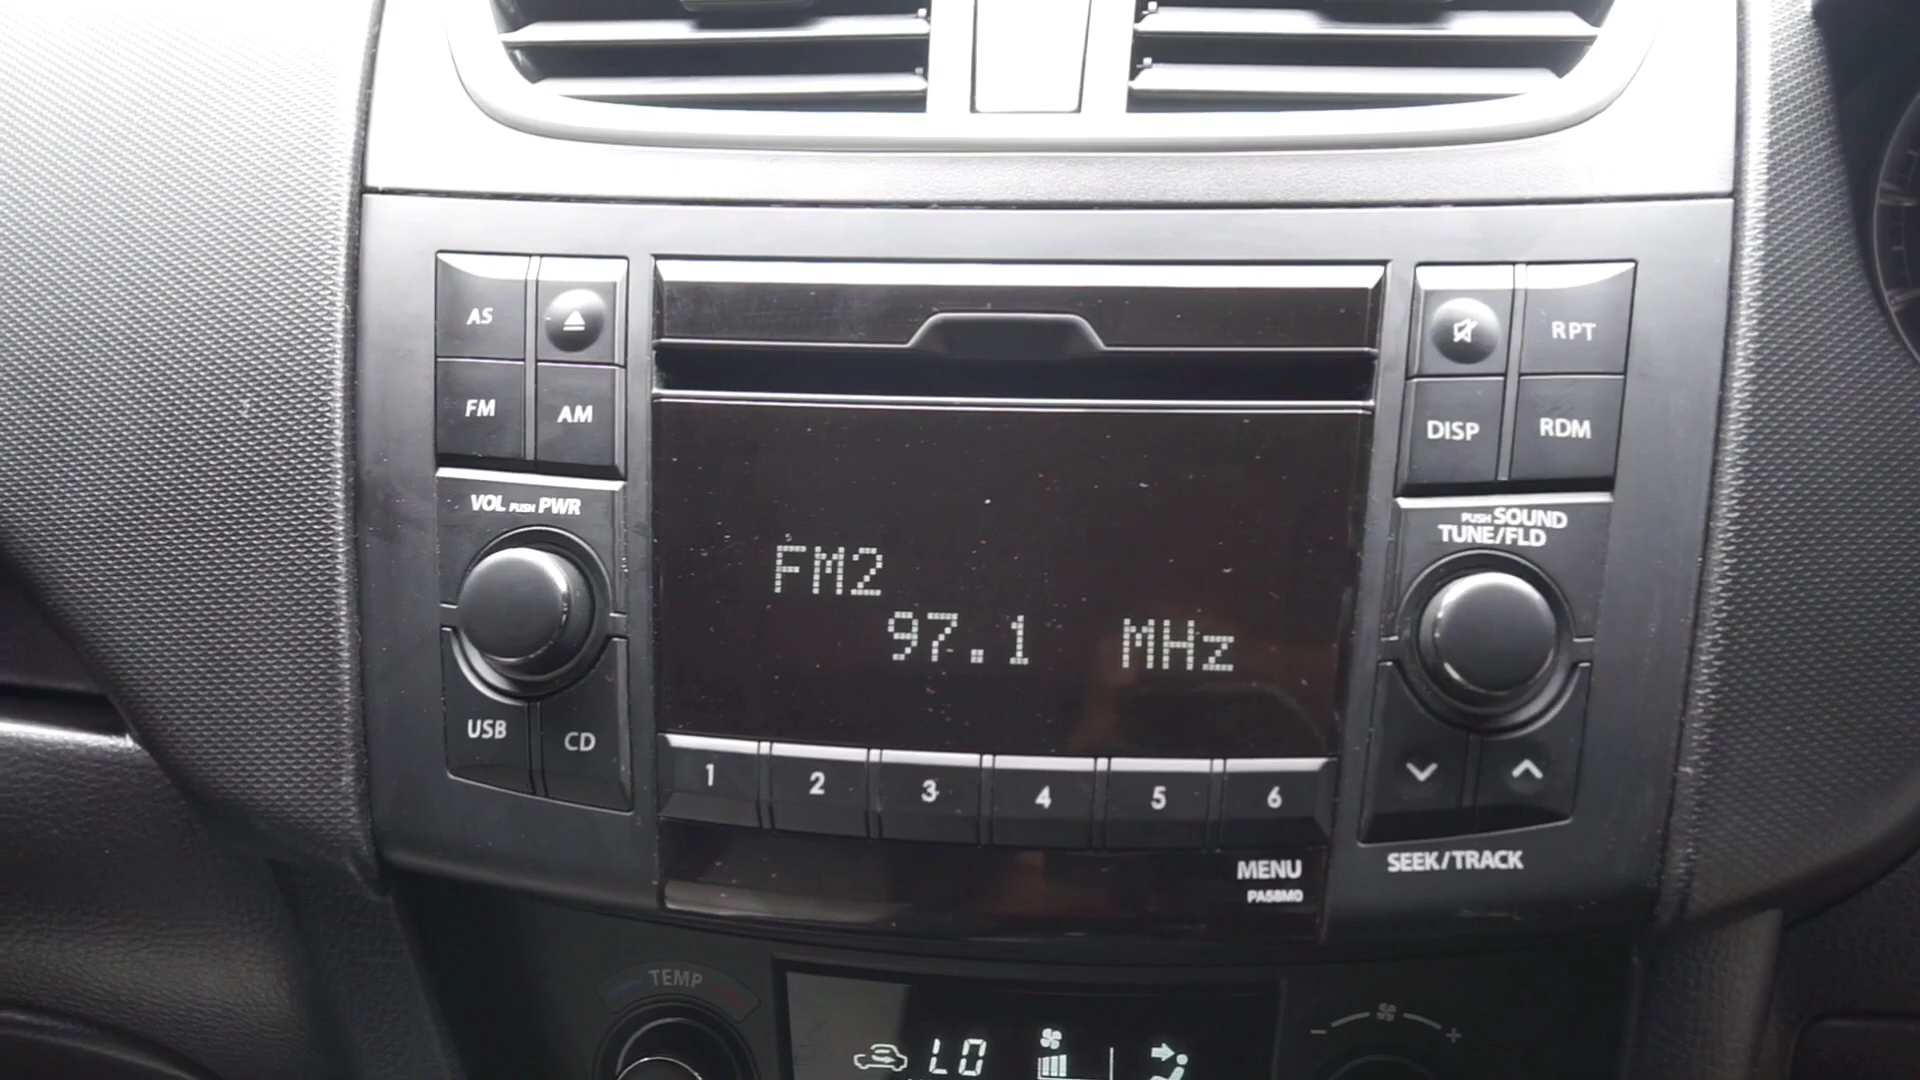 AS
RPT
FM
AM
DISP
RDM
VOL PUSH PWR
PUSH SOUND
TUNE/FLD
FM2
97.1 MHz
USB
CD
1 2 3 4 5 6
MENU
PA58M0
SEEK/TRACK
TEMP
LO
- +